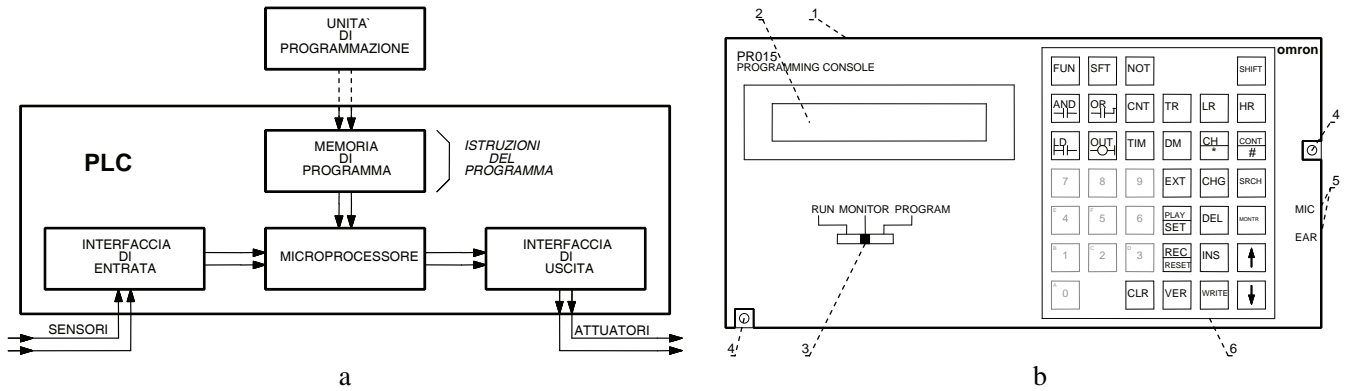 UNITA`
DI
PROGRAMMAZIONE
PLC
MEMORIA
DI
PROGRAMMA
ISTRUZIONI
DEL
PROGRAMMA
INTERFACCIA
DI
ENTRATA
MICROPROCESSORE
INTERFACCIA
DI
USCITA
SENSORI
ATTUATORI
a
2
1
PR015
PROGRAMMING CONSOLE
omron
FUN SFT NOT SHIFT
AND OR CNT TR LR HR
4
LD OUT TIM DM CH * CONT #
7 8 9 EXT CHG SRCH
5
E 4 F 5 6 PLAY SET DEL MONTR
MIC
RUN MONITOR PROGRAM
EAR
B 1 C 2 D 3 REC RESET INS
A 0 CLR VER WRITE
4
3
6
b